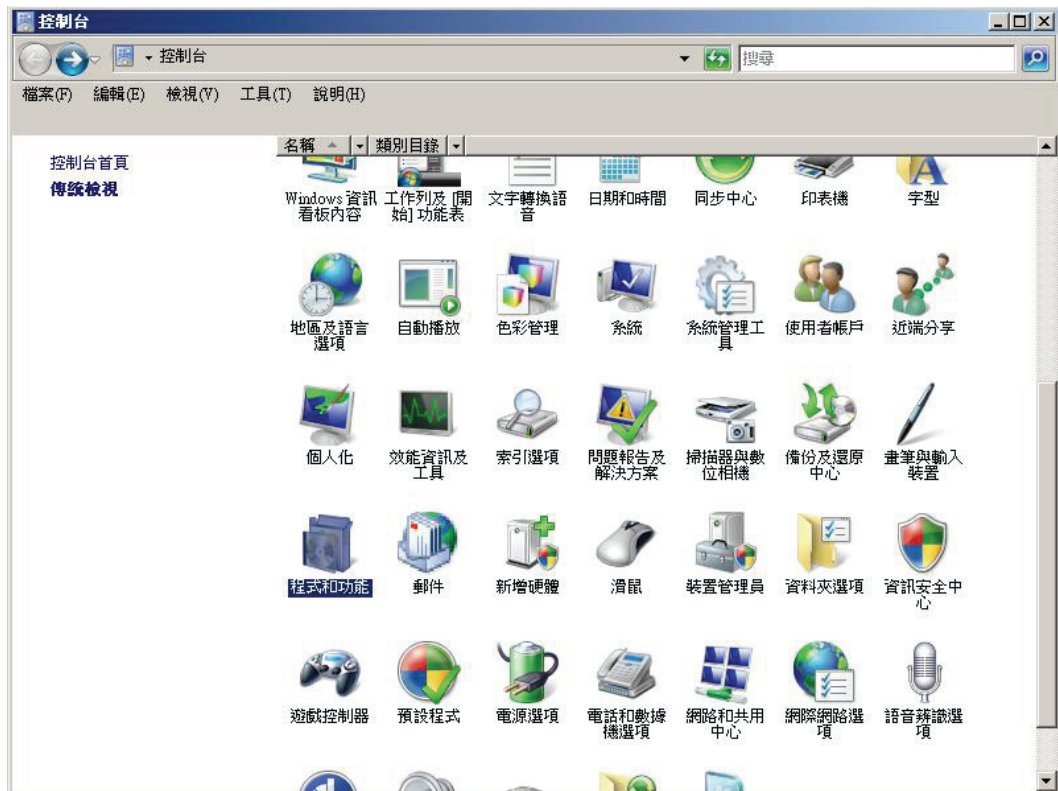 控制台
控制台
搜尋
檔案(F) 編輯(E) 檢視(V) 工具(T) 說明(H)
名稱 類別目錄
控制台首頁
傳統檢視
Windows 資訊看板內容
工作列及 [開始] 功能表
文字轉換語音
日期和時間
同步中心
印表機
字型
地區及語言選項
自動播放
色彩管理
系統
系統管理工具
使用者帳戶
近端分享
個人化
效能資訊及工具
索引選項
問題報告及解決方案
掃描器與數位相機
備份及還原中心
畫筆與輸入裝置
程式和功能
郵件
新增硬體
滑鼠
裝置管理員
資料夾選項
資訊安全中心
遊戲控制器
預設程式
電源選項
電話和數據機選項
網路和共用中心
網際網路選項
語音辨識選項